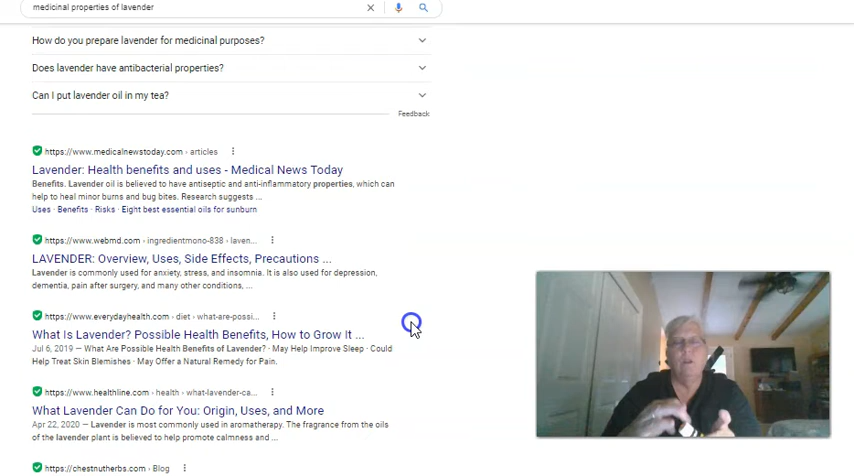 medicinal properties of lavender
How do you prepare lavender for medicinal purposes?
Does lavender have antibacterial properties?
Can I put lavender oil in my tea?
Feedback
https://www.medicalnewstoday.com › articles
Lavender: Health benefits and uses - Medical News Today
Benefits. Lavender oil is believed to have antiseptic and anti-inflammatory properties, which can
help to heal minor burns and bug bites. Research suggests ...
Uses · Benefits · Risks · Eight best essential oils for sunburn
https://www.webmd.com › ingredientmono-838 › laven...
LAVENDER: Overview, Uses, Side Effects, Precautions ...
Lavender is commonly used for anxiety, stress, and insomnia. It is also used for depression,
dementia, pain after surgery, and many other conditions, ...
https://www.everydayhealth.com › diet › what-are-possi...
What Is Lavender? Possible Health Benefits, How to Grow It ...
Jul 6, 2019 — What Are Possible Health Benefits of Lavender? · May Help Improve Sleep · Could
Help Treat Skin Blemishes · May Offer a Natural Remedy for Pain.
https://www.healthline.com › health › what-lavender-ca...
What Lavender Can Do for You: Origin, Uses, and More
Apr 22, 2020 — Lavender is most commonly used in aromatherapy. The fragrance from the oils
of the lavender plant is believed to help promote calmness and ...
https://chestnutherbs.com › Blog